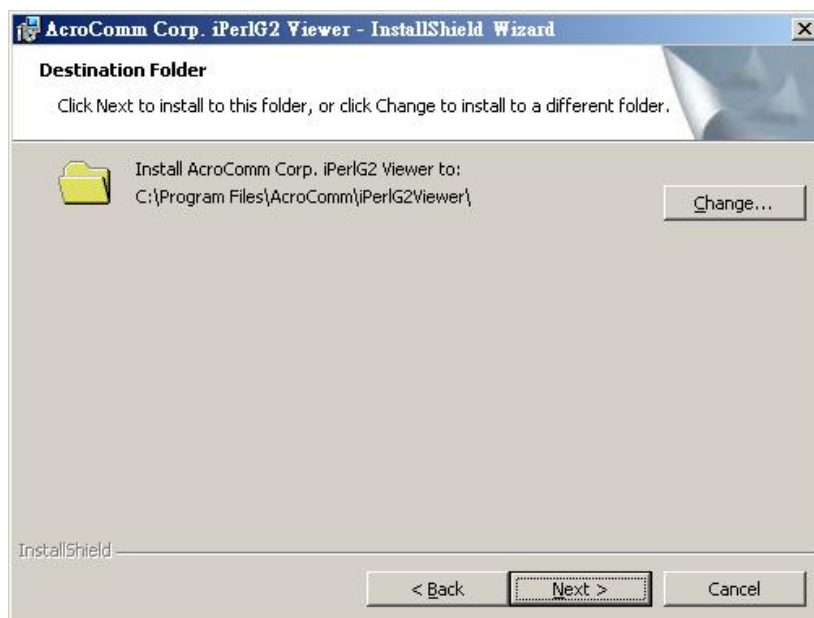 AcroComm Corp. iPerlG2 Viewer - InstallShield Wizard
Destination Folder
Click Next to install to this folder, or click Change to install to a different folder.
Install AcroComm Corp. iPerlG2 Viewer to:
C:\Program Files\AcroComm\iPerlG2Viewer\
Change...
InstallShield
< Back
Next >
Cancel